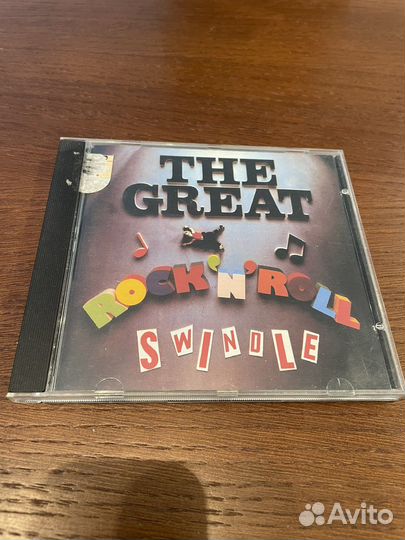 THE
GREAT
ROCK'N'ROLL
SWINDLE
Avito